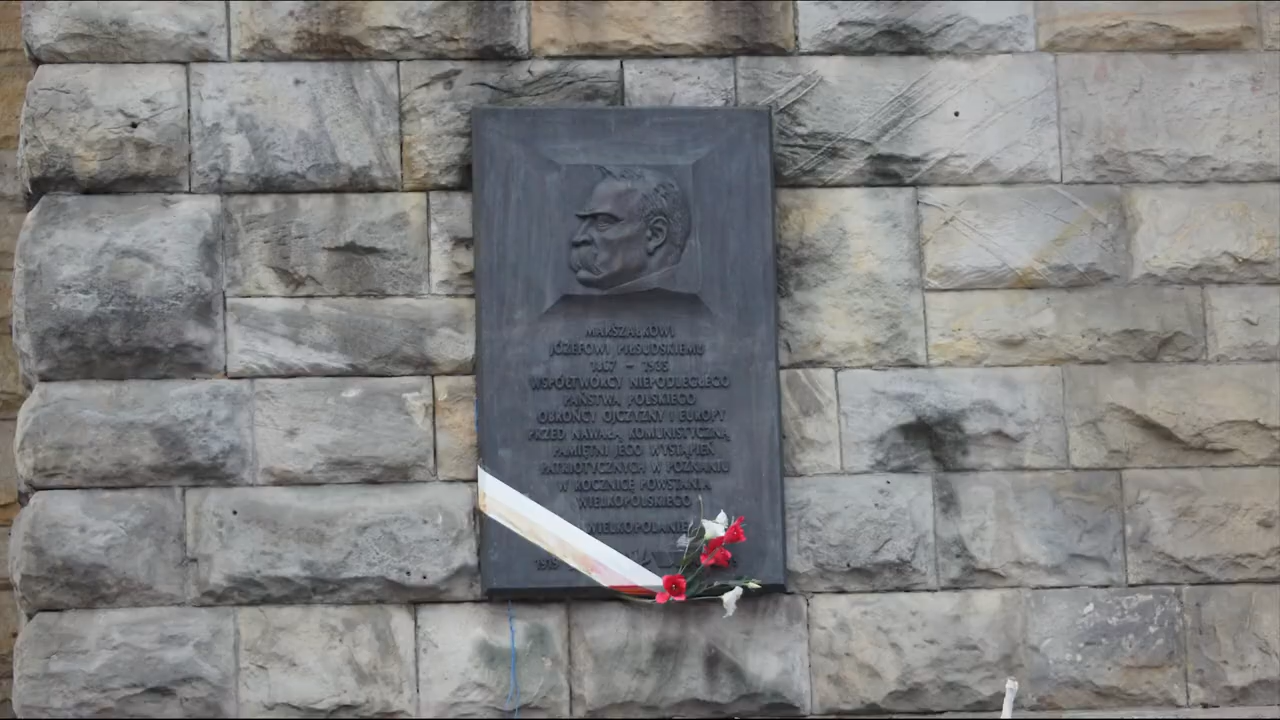 MARSZAŁKOWI
JÓZEFOWI PIŁSUDSKIEMU
1867 – 1935
WSPÓŁTWÓRCY NIEPODLEGŁEGO
PAŃSTWA POLSKIEGO
OBROŃCY OJCZYZNY I EUROPY
PRZED NAWAŁĄ KOMUNISTYCZNĄ
PAMIĘTNI JEGO WYSTĄPIEŃ
PATRIOTYCZNYCH W POZNANIU
W ROCZNICĘ POWSTANIA
WIELKOPOLSKIEGO
WIELKOPOLANIE
1919